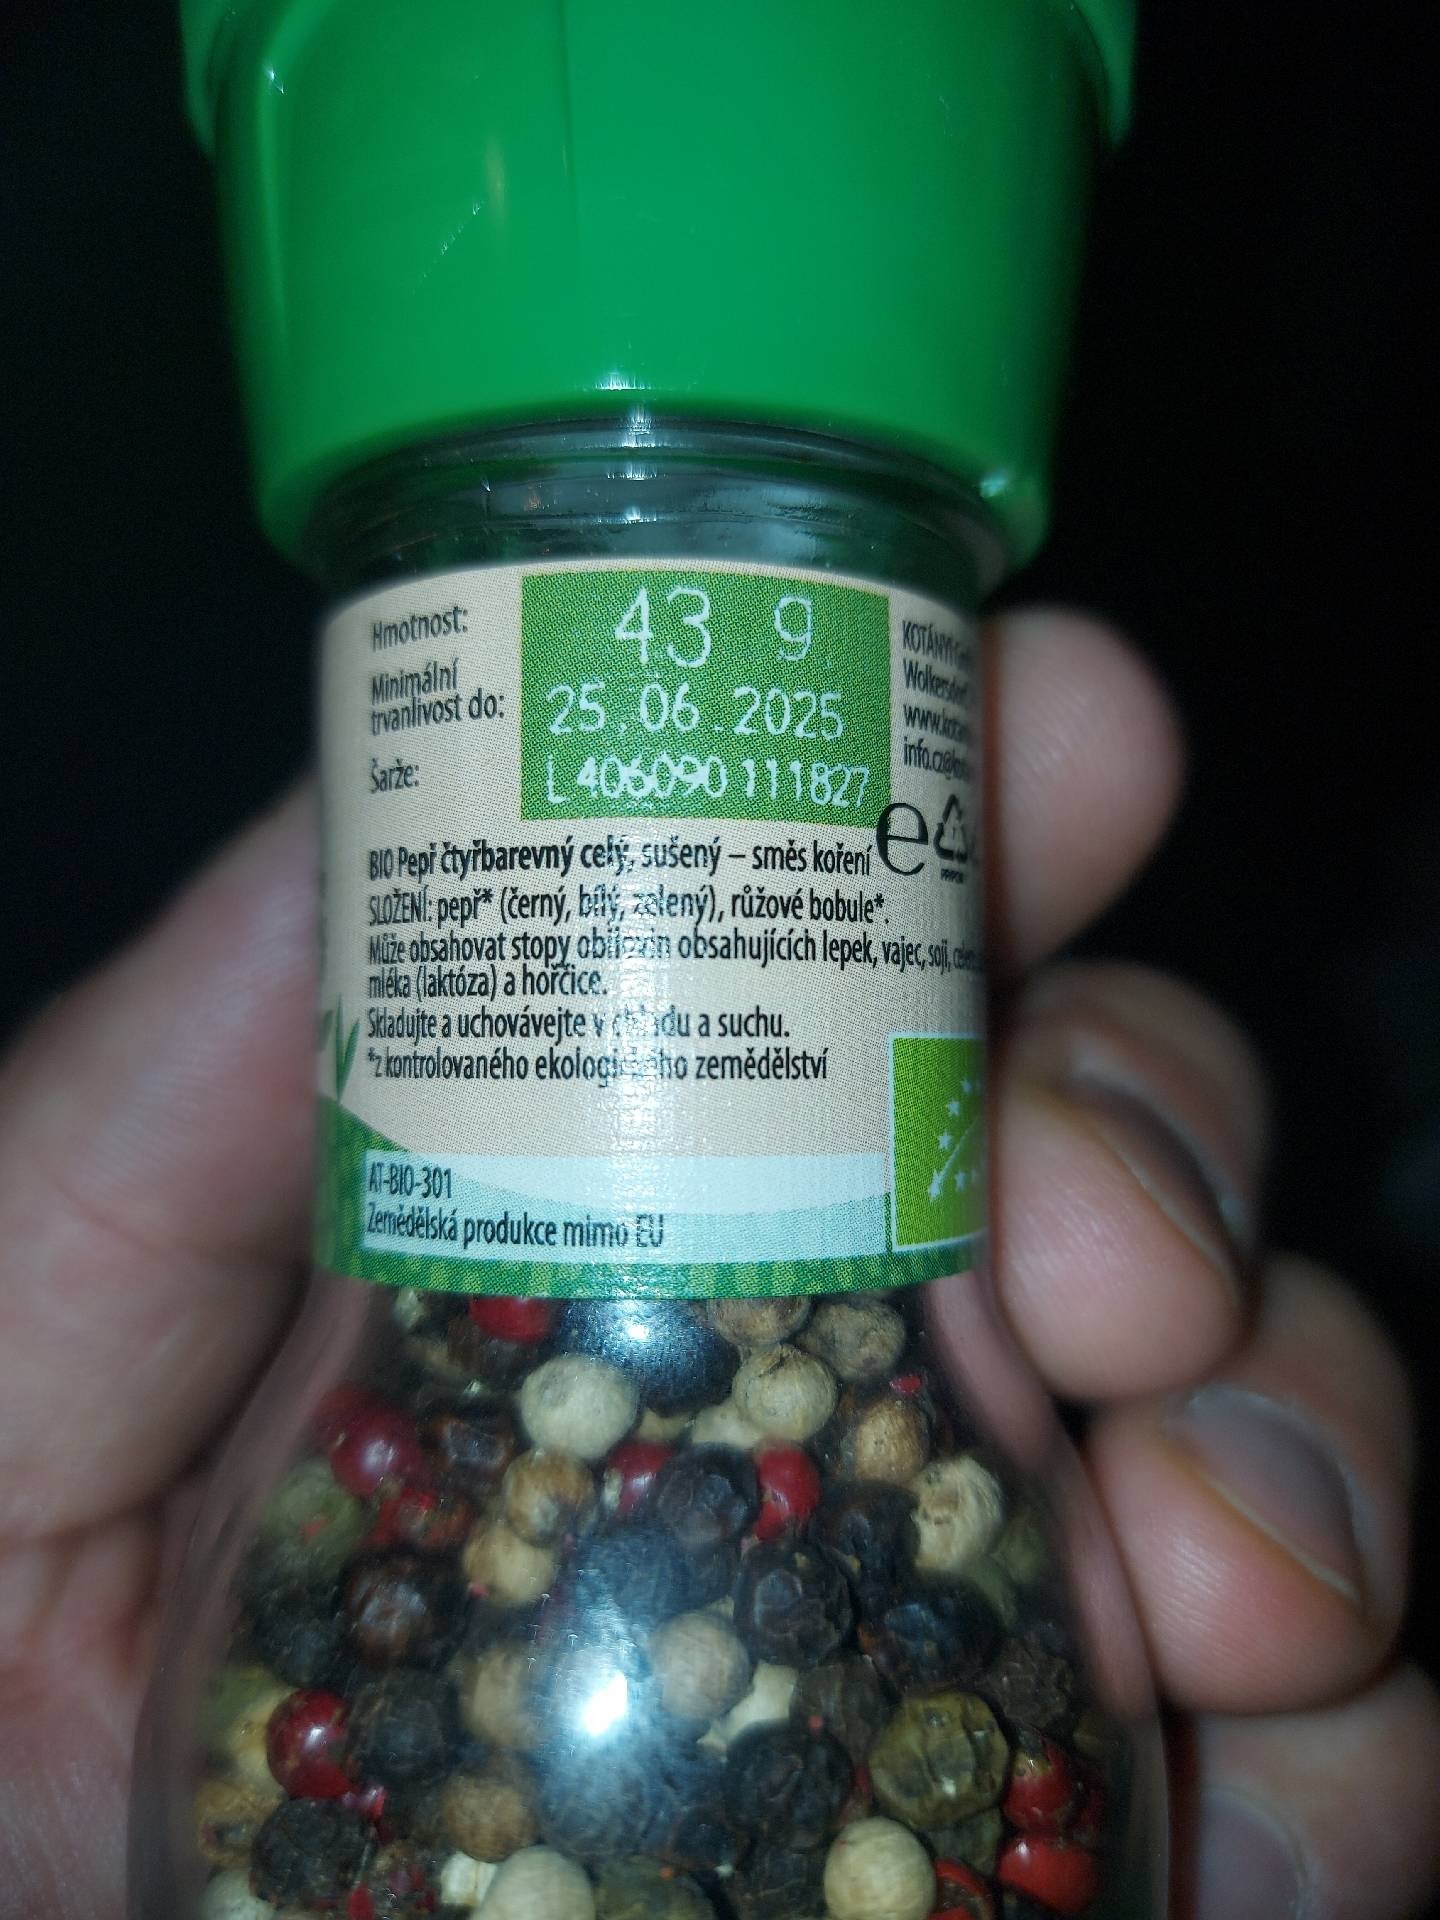 Hmotnost: 43 g
Minimální
trvanlivost do: 25.06.2025
Šarže: L406090 111827
KOTÁNYI
e
BIO Pepř čtyřbarevný celý, sušený – směs koření
SLOŽENÍ: pepř* (černý, bílý, zelený), růžové bobule*.
Může obsahovat stopy obilovin obsahujících lepek, vajec, sóji,
mléka (laktóza) a hořčice.
Skladujte a uchovávejte v chladu a suchu.
*z kontrolovaného ekologického zemědělství
AT-BIO-301
Zemědělská produkce mimo EU